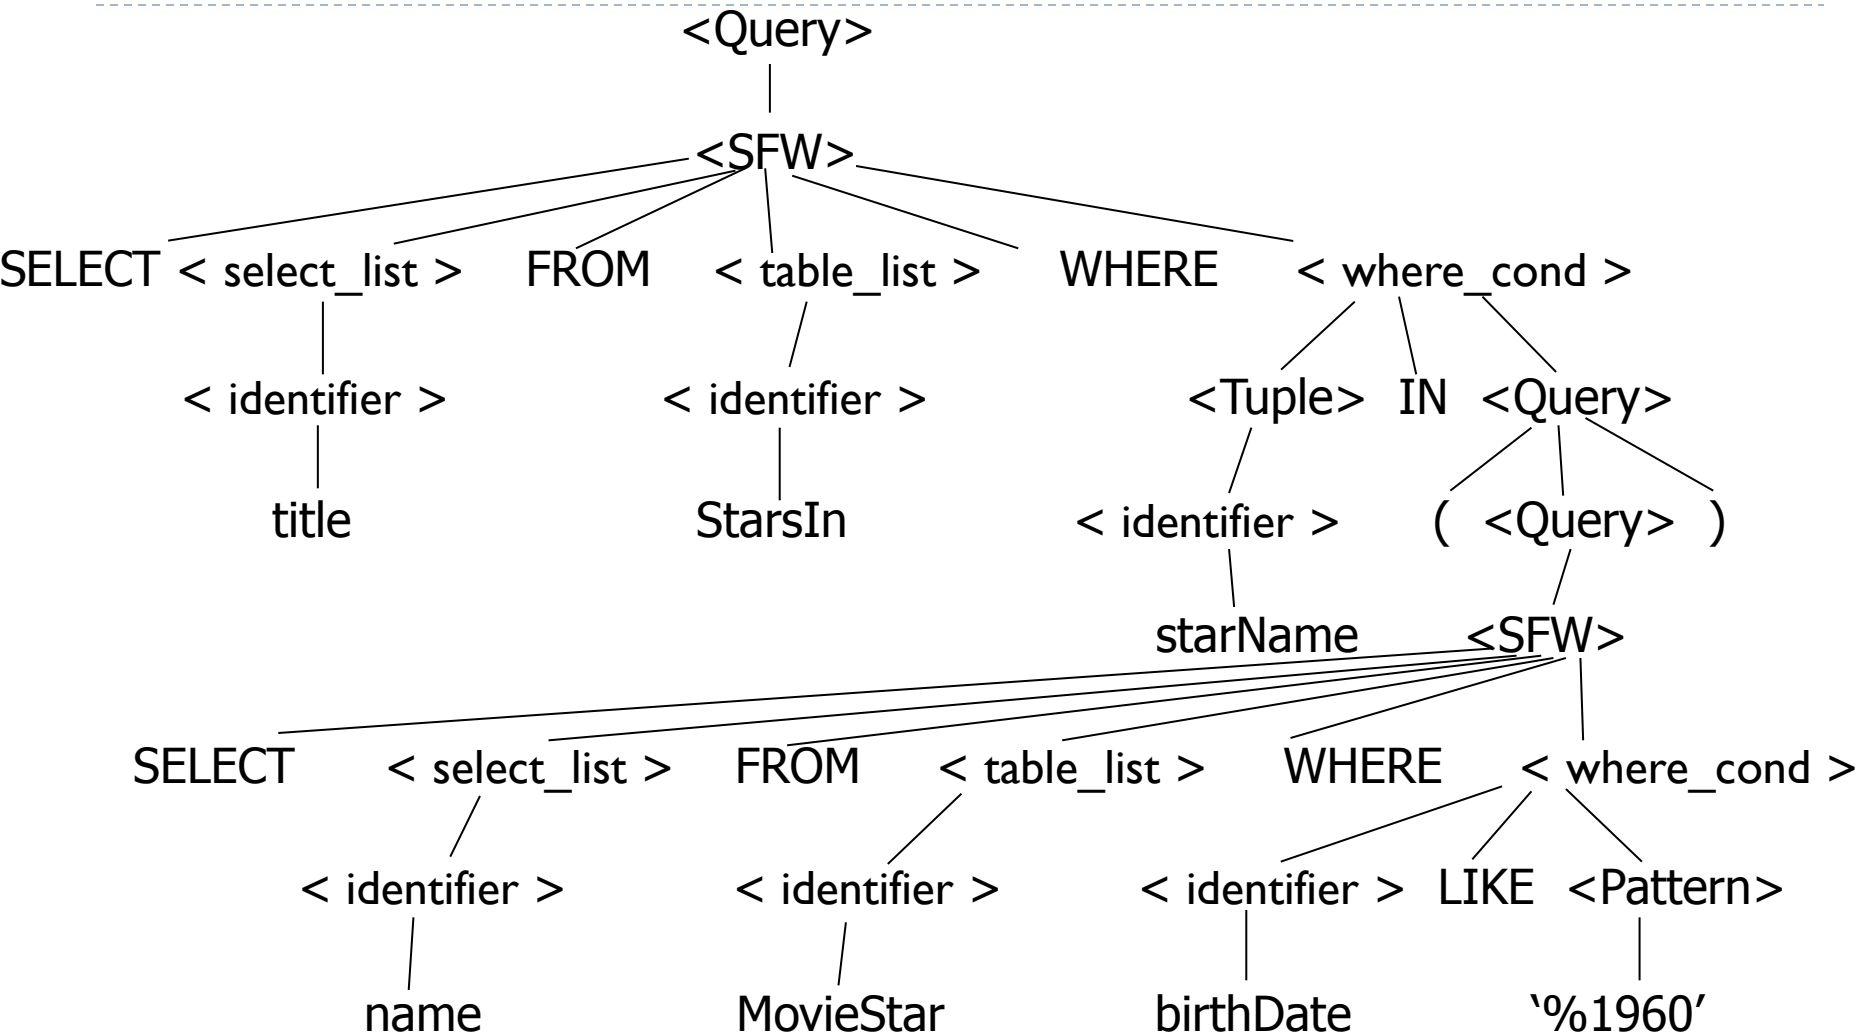 <Query>
<SFW>
SELECT < select_list > FROM < table_list > WHERE < where_cond >
< identifier > < identifier > <Tuple> IN <Query>
title StarsIn < identifier > ( <Query> )
starName <SFW>
SELECT < select_list > FROM < table_list > WHERE < where_cond >
< identifier > < identifier > < identifier > LIKE <Pattern>
name MovieStar birthDate ‘%1960’